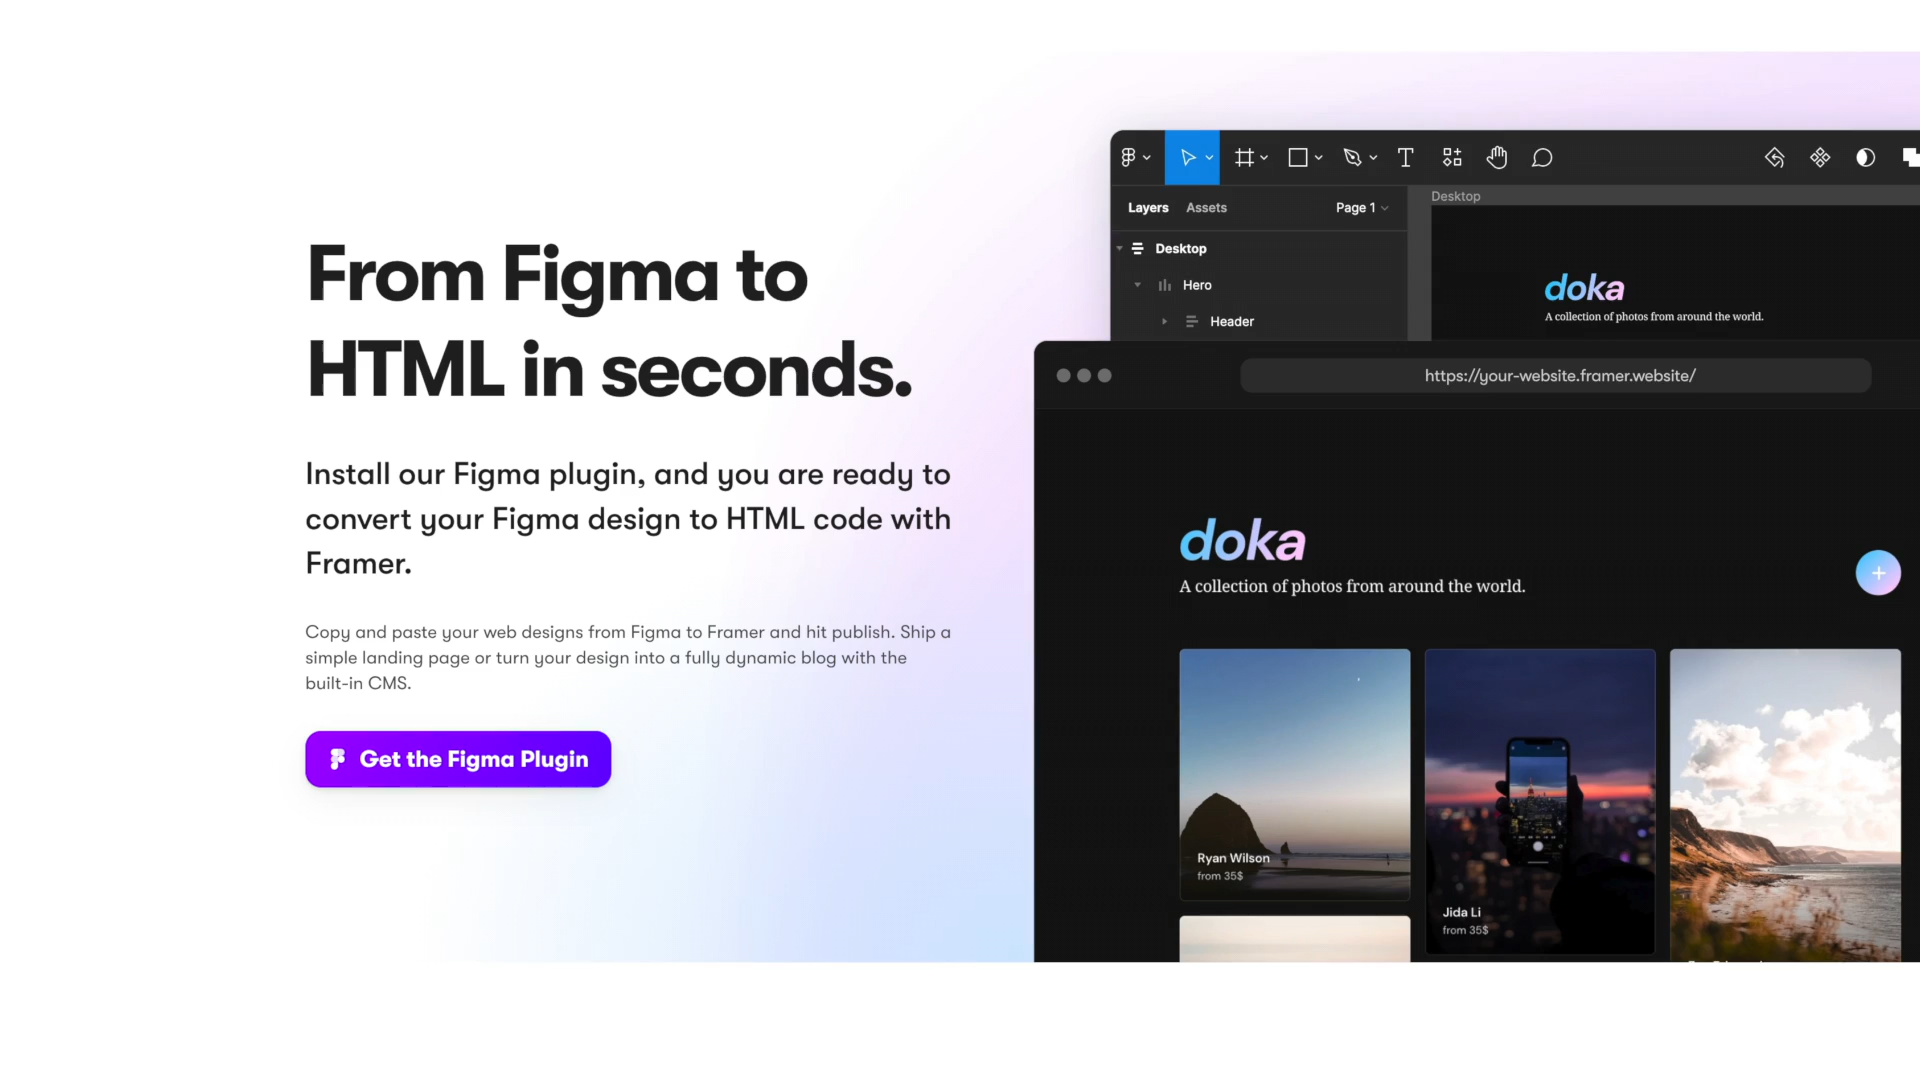 From Figma to
HTML in seconds.
Install our Figma plugin, and you are ready to
convert your Figma design to HTML code with
Framer.
Copy and paste your web designs from Figma to Framer and hit publish. Ship a
simple landing page or turn your design into a fully dynamic blog with the
built-in CMS.
Get the Figma Plugin
Layers Assets Page 1
Desktop
Hero
Header
Desktop
doka
A collection of photos from around the world.
https://your-website.framer.website/
doka
A collection of photos from around the world.
Ryan Wilson
from 35$
Jida Li
from 35$